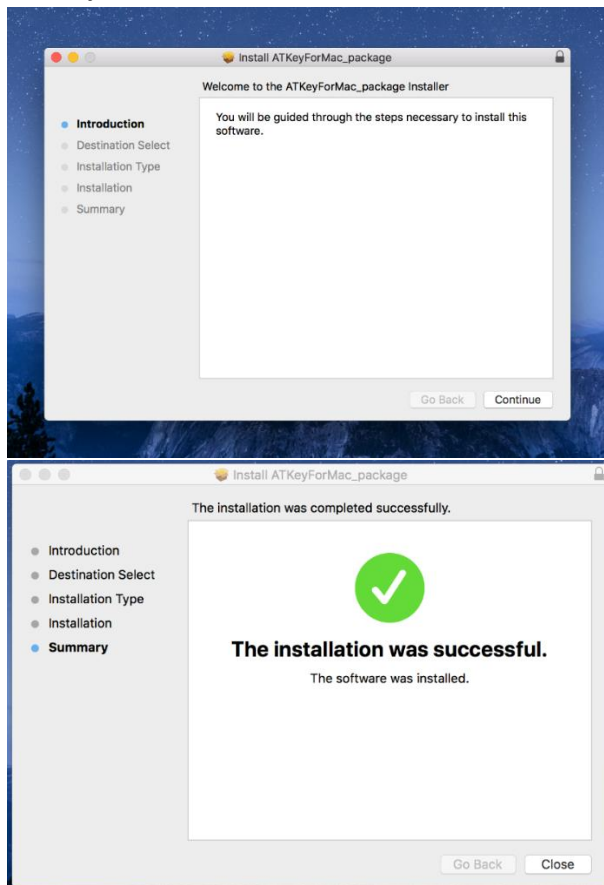 Install ATKeyForMac_package
Welcome to the ATKeyForMac_package Installer
Introduction
Destination Select
Installation Type
Installation
Summary
You will be guided through the steps necessary to install this
software.
Go Back
Continue
Install ATKeyForMac_package
The installation was completed successfully.
Introduction
Destination Select
Installation Type
Installation
Summary
The installation was successful.
The software was installed.
Go Back
Close